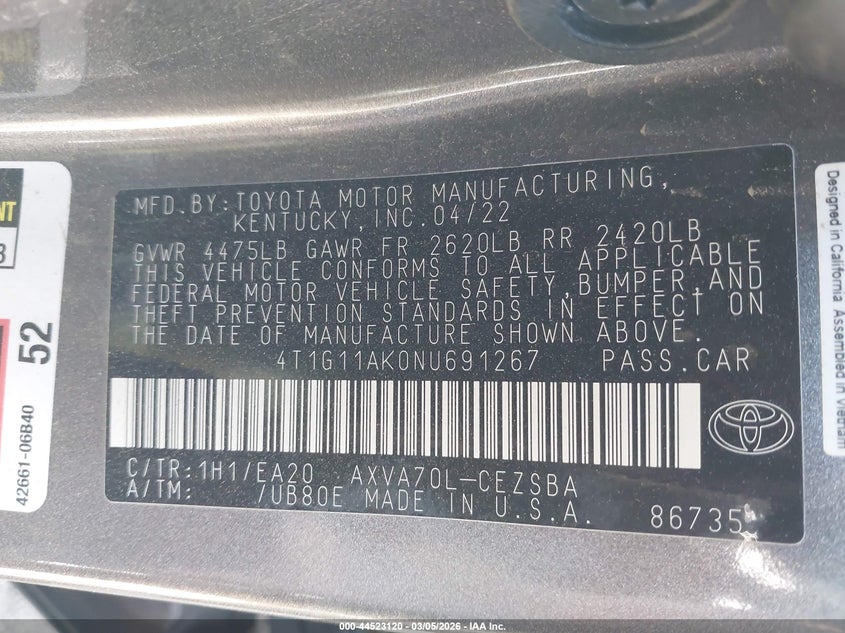 MFD.BY:TOYOTA MOTOR MANUFACTURING,
KENTUCKY,INC.04/22
GVWR 4475LB GAWR FR 2620LB RR 2420LB
THIS VEHICLE CONFORMS TO ALL APPLICABLE
FEDERAL MOTOR VEHICLE SAFETY,BUMPER,AND
THEFT PREVENTION STANDARDS IN EFFECT ON
THE DATE OF MANUFACTURE SHOWN ABOVE.
4T1G11AK0NU691267 PASS.CAR
C/TR:1H1/EA20 AXVA70L-CEZSBA
A/TM: /UB80E MADE IN U.S.A. 86735
52
42661-06B40
Designed in California Assembled in Vietnam
000-44523120 - 03/05/2026 - IAA Inc.